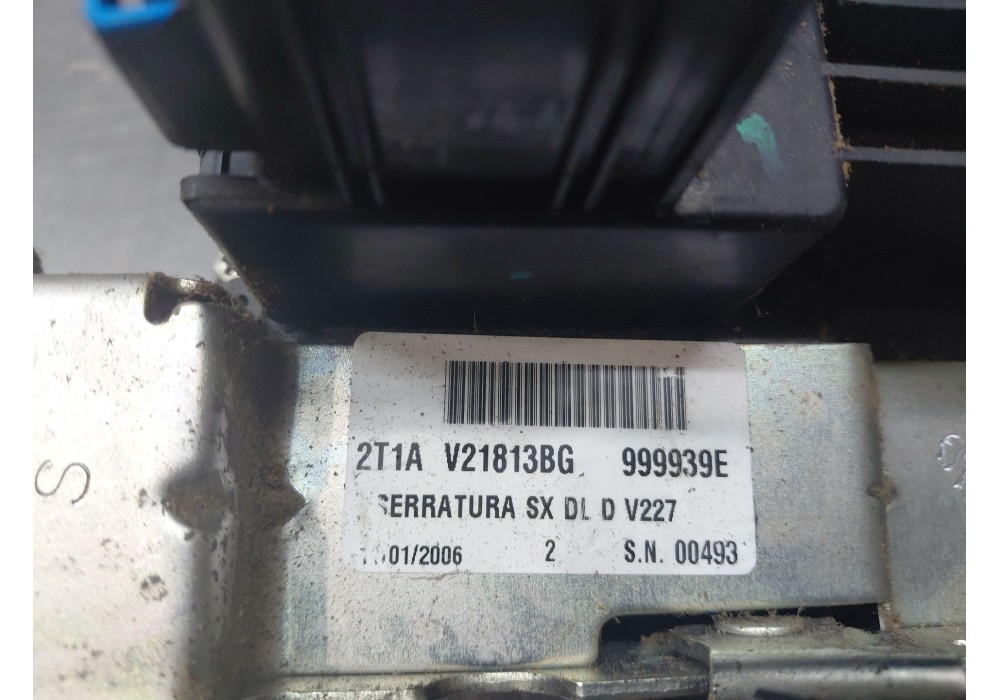 2T1A V21813BG 999939E
SERRATURA SX DL D V227
01/2006 2 S.N. 00493
S